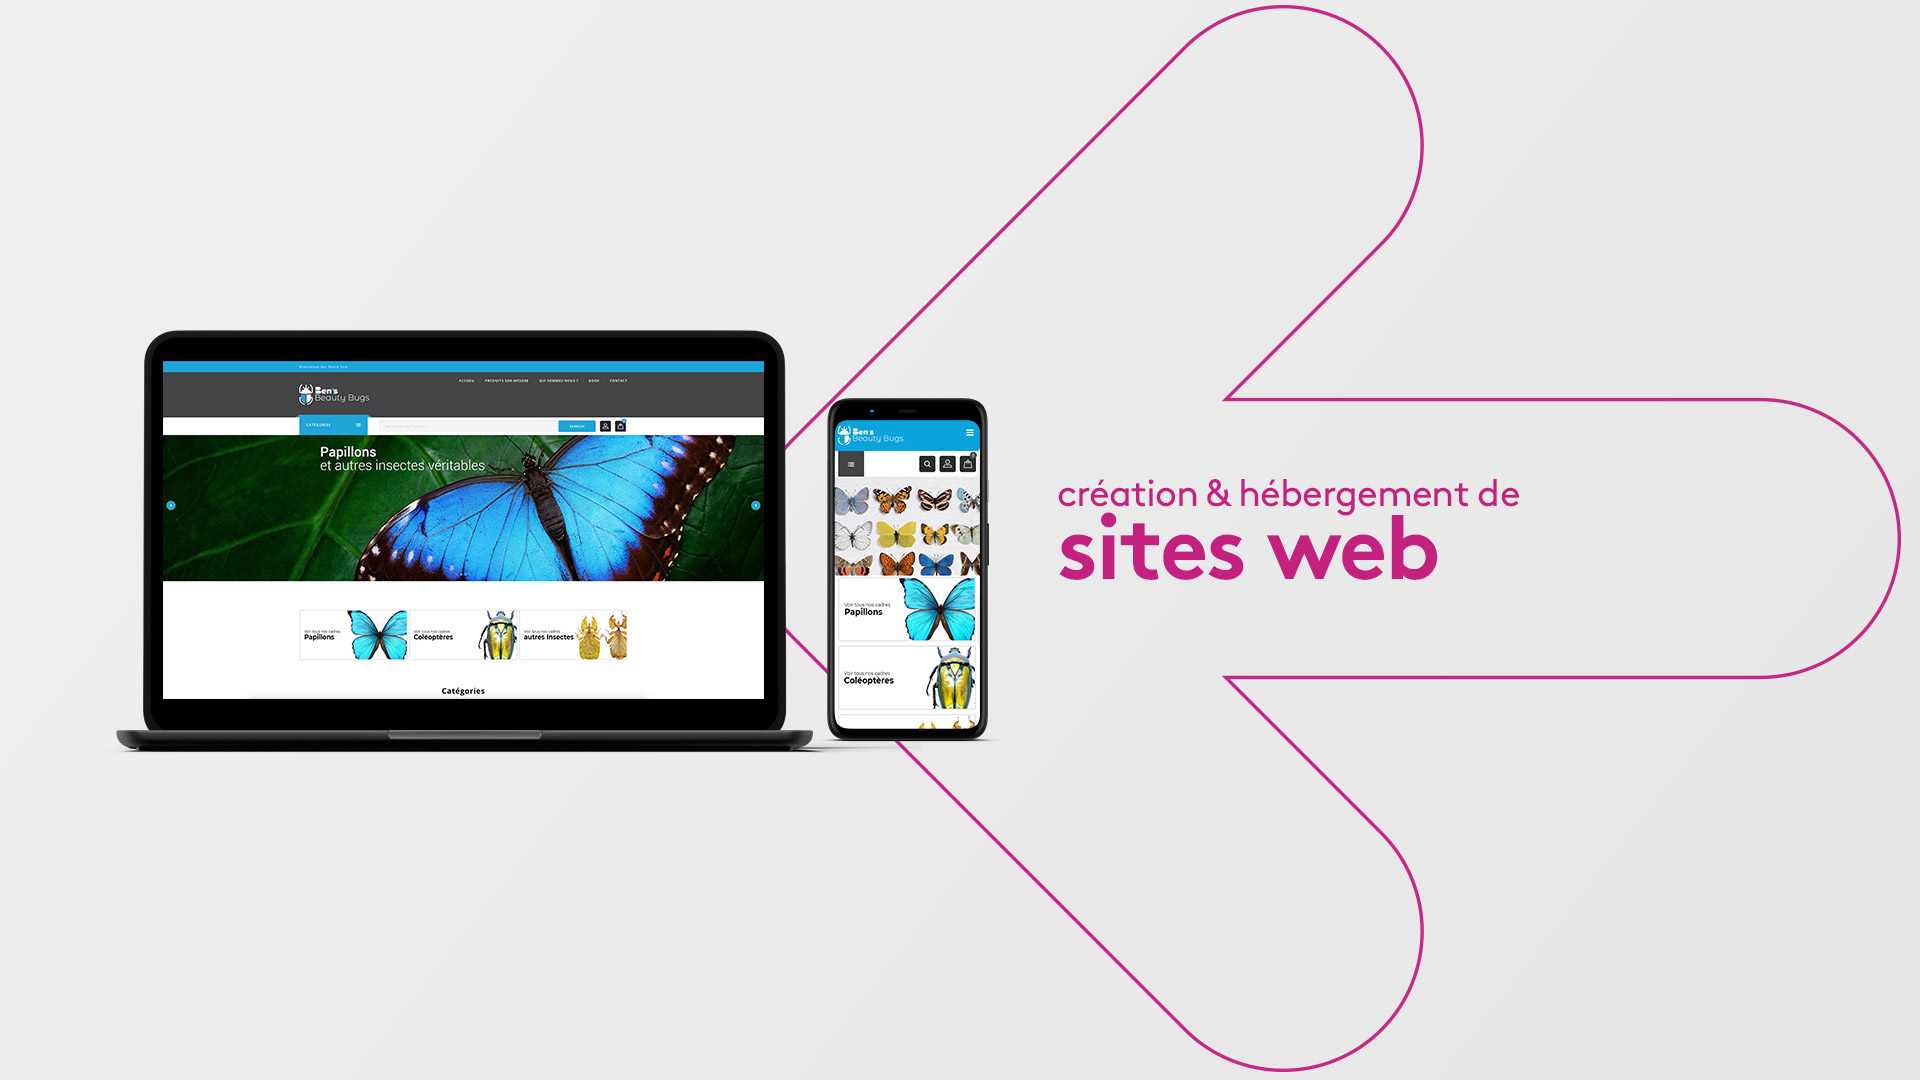 Bienvenue Sur Notre Site
Ben's
Beauty Bugs
ACCUEIL
PRODUITS SUR-MESURE
QUI SOMMES-NOUS ?
BOOK
CONTACT
CATÉGORIES
SEARCH
Papillons
et autres insectes véritables
Voir tous nos cadres
Papillons
Voir tous nos cadres
Coléoptères
Voir tous nos cadres
autres Insectes
Catégories
Ben's
Beauty Bugs
Voir tous nos cadres
Papillons
Voir tous nos cadres
Coléoptères
création & hébergement de
sites web